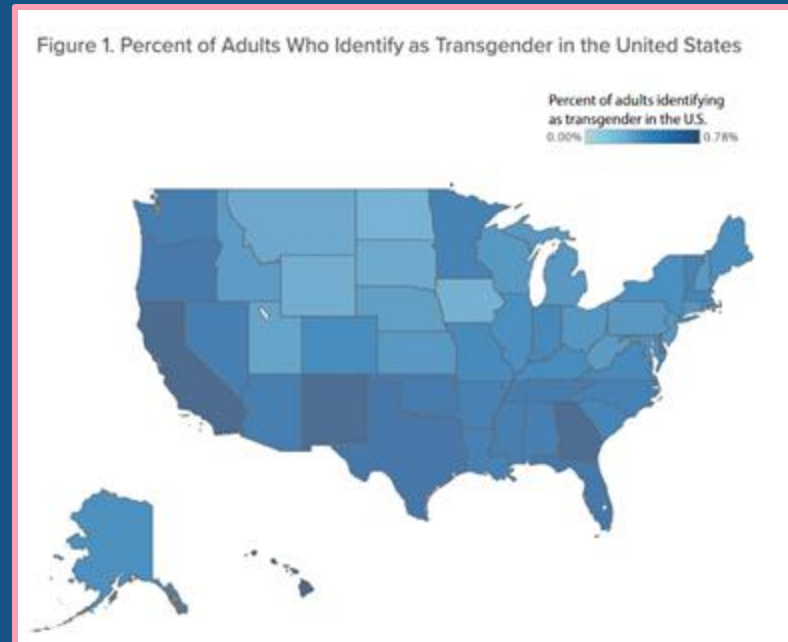 Figure 1. Percent of Adults Who Identify as Transgender in the United States
Percent of adults identifying
as transgender in the U.S.
0.00% 0.78%